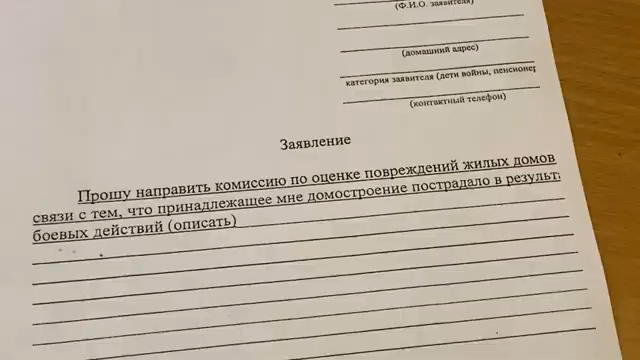 (Ф.И.О. заявителя)
(домашний адрес)
категория заявителя (дети войны, пенсионер
(контактный телефон)
Заявление
Прошу направить комиссию по оценке повреждений жилых домов
связи с тем, что принадлежащее мне домостроение пострадало в результ
боевых действий (описать)